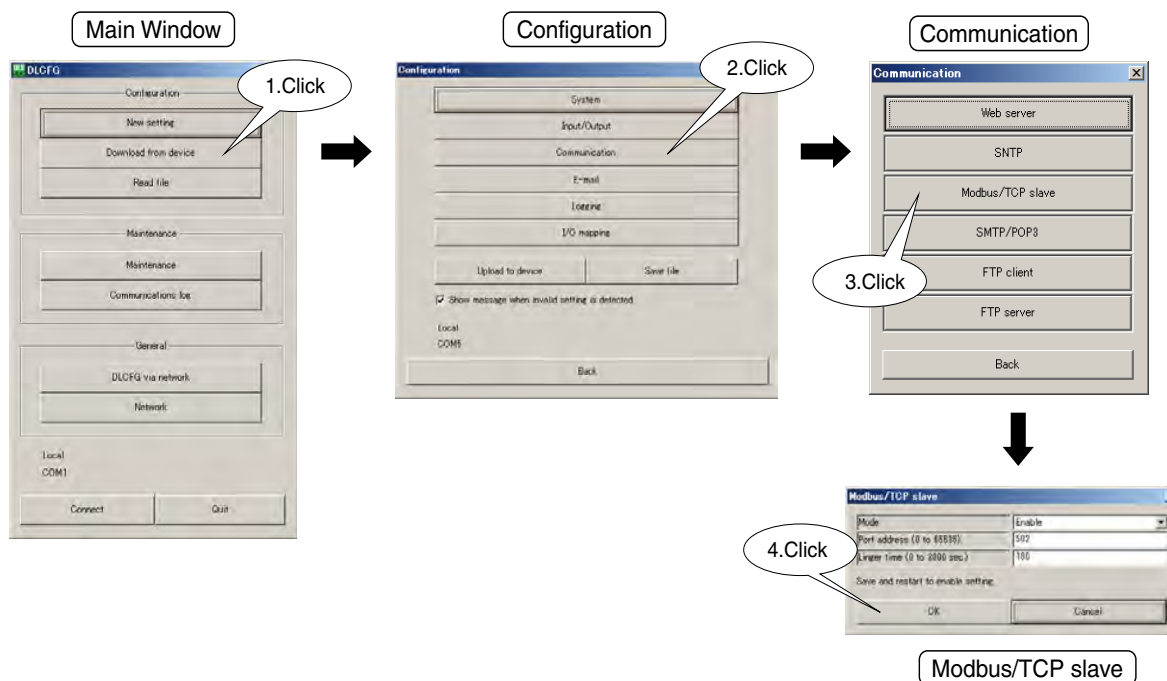 Main Window
DLCFG
Configuration
New setting
Download from device
Read file
Maintenance
Maintenance
Communications log
General
DLCFG via network
Network
Local
COM1
Connect
Quit
1.Click
Configuration
Configuration
System
Input/Output
Communication
E-mail
Logging
I/O mapping
Upload to device
Save file
Show message when invalid setting is detected
Local
COM5
Back
2.Click
Communication
Communication
Web server
SNTP
Modbus/TCP slave
SMTP/POP3
FTP client
FTP server
Back
3.Click
Modbus/TCP slave
Mode Enable
Port address (0 to 65535) 502
Linger time (0 to 3000 sec.) 180
Save and restart to enable setting.
OK
Cancel
4.Click
Modbus/TCP slave